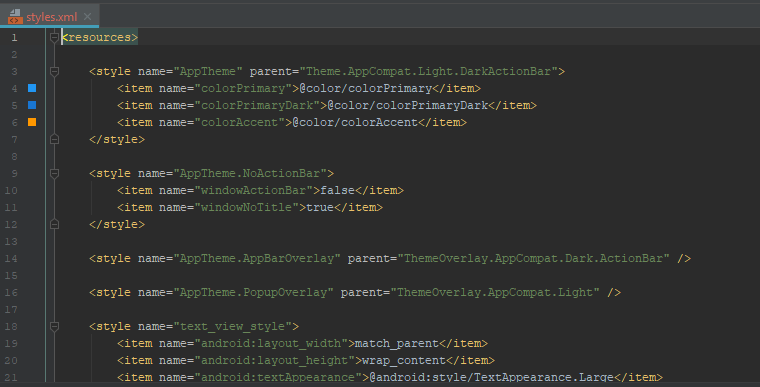 styles.xml
1 <resources>
2
3 <style name="AppTheme" parent="Theme.AppCompat.Light.DarkActionBar">
4 <item name="colorPrimary">@color/colorPrimary</item>
5 <item name="colorPrimaryDark">@color/colorPrimaryDark</item>
6 <item name="colorAccent">@color/colorAccent</item>
7 </style>
8
9 <style name="AppTheme.NoActionBar">
10 <item name="windowActionBar">false</item>
11 <item name="windowNoTitle">true</item>
12 </style>
13
14 <style name="AppTheme.AppBarOverlay" parent="ThemeOverlay.AppCompat.Dark.ActionBar" />
15
16 <style name="AppTheme.PopupOverlay" parent="ThemeOverlay.AppCompat.Light" />
17
18 <style name="text_view_style">
19 <item name="android:layout_width">match_parent</item>
20 <item name="android:layout_height">wrap_content</item>
21 <item name="android:textAppearance">@android:style/TextAppearance.Large</item>